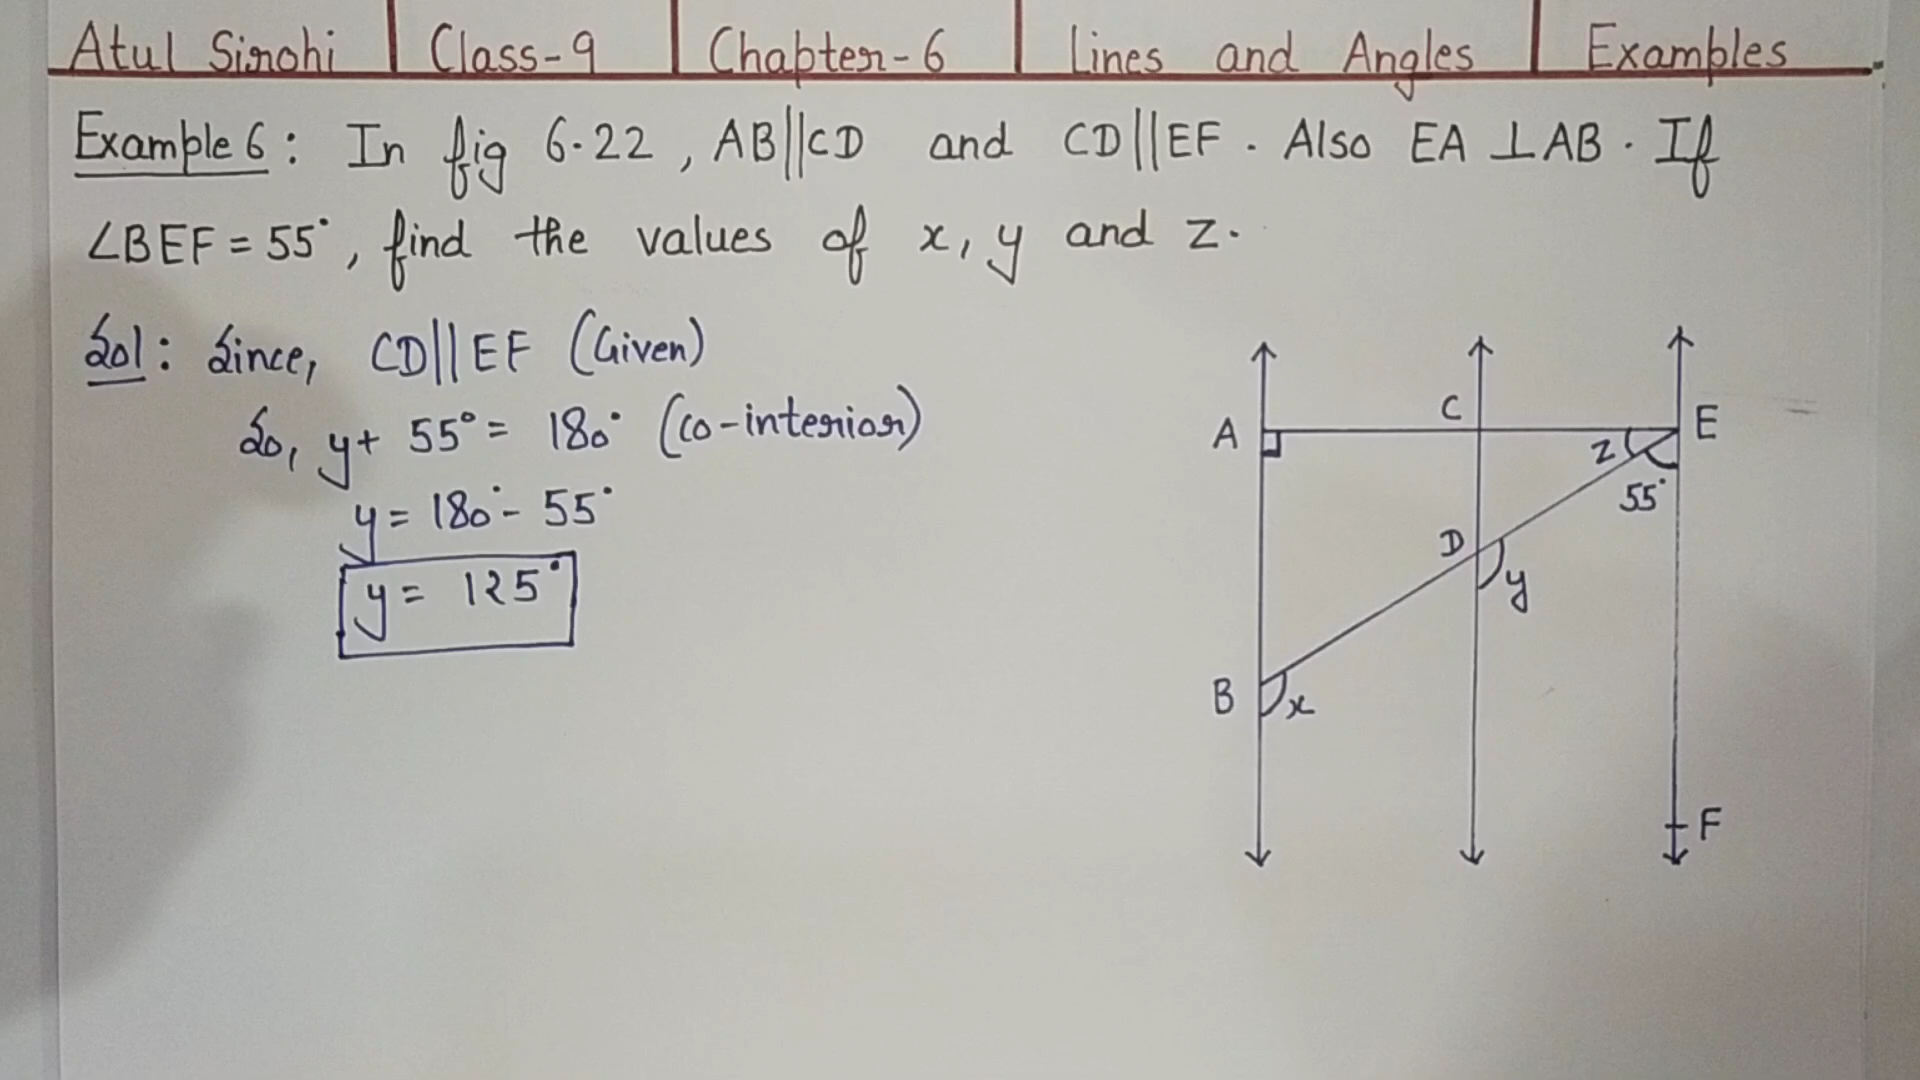 Atul Sirohi Class-9 Chapter-6 Lines and Angles Examples
Example 6: In fig 6.22, AB||CD and CD||EF. Also EA ⊥ AB. If
∠BEF = 55°, find the values of x, y and z.
Sol: Since, CD||EF (Given)
So, y + 55° = 180° (co-interior)
y = 180° - 55°
y = 125°
A C E
z
55°
D
y
B x
F